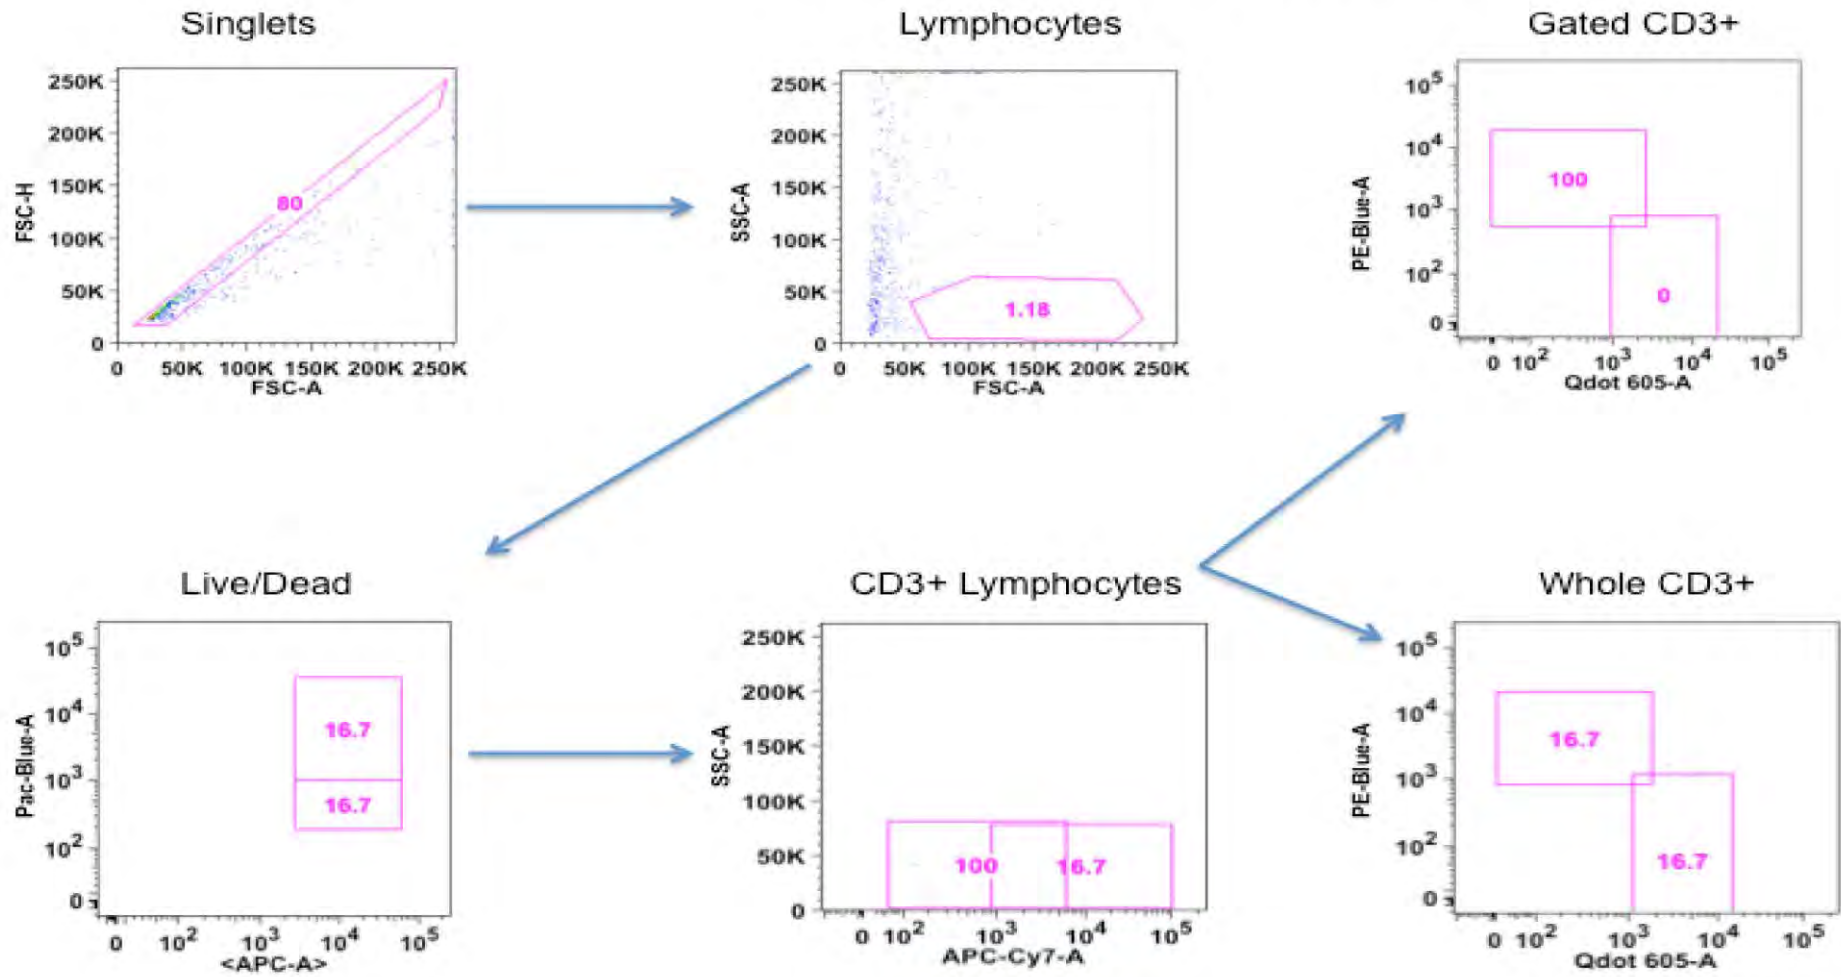 Singlets
250K
200K
150K
100K
50K
0
FSC-H
80
0 50K 100K 150K 200K 250K
FSC-A
Lymphocytes
250K
200K
150K
100K
50K
0
SSC-A
1.18
0 50K 100K 150K 200K 250K
FSC-A
Gated CD3+
10^5
10^4
10^3
10^2
0
PE-Blue-A
100
0
0 10^2 10^3 10^4 10^5
Qdot 605-A
Live/Dead
10^5
10^4
10^3
10^2
0
Pac-Blue-A
16.7
16.7
0 10^2 10^3 10^4 10^5
<APC-A>
CD3+ Lymphocytes
250K
200K
150K
100K
50K
0
SSC-A
100 16.7
0 10^2 10^3 10^4 10^5
APC-Cy7-A
Whole CD3+
10^5
10^4
10^3
10^2
0
PE-Blue-A
16.7
16.7
0 10^2 10^3 10^4 10^5
Qdot 605-A